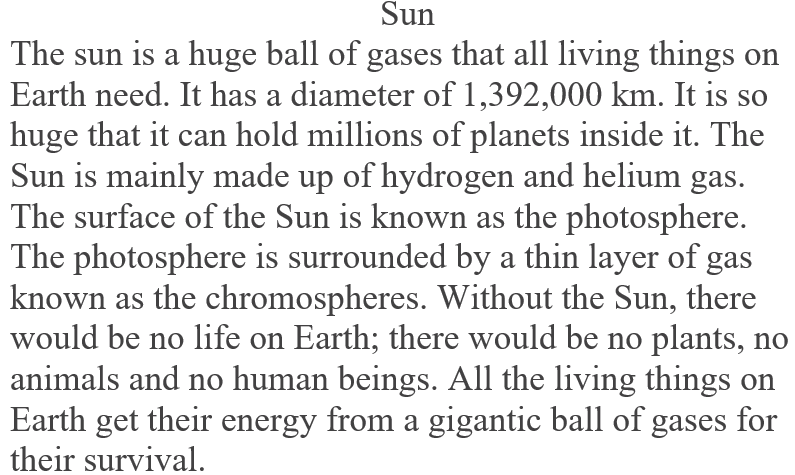 Sun
The sun is a huge ball of gases that all living things on
Earth need. It has a diameter of 1,392,000 km. It is so
huge that it can hold millions of planets inside it. The
Sun is mainly made up of hydrogen and helium gas.
The surface of the Sun is known as the photosphere.
The photosphere is surrounded by a thin layer of gas
known as the chromospheres. Without the Sun, there
would be no life on Earth; there would be no plants, no
animals and no human beings. All the living things on
Earth get their energy from a gigantic ball of gases for
their survival.